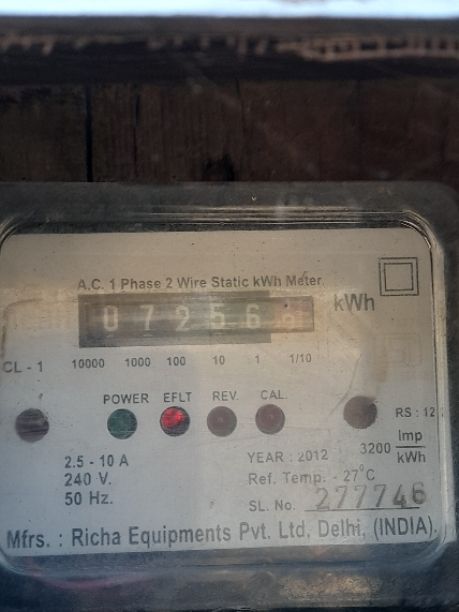 A.C. 1 Phase 2 Wire Static kWh Meter.
07256 kWh
CL - 1 10000 1000 100 10 1 1/10
POWER EFLT REV. CAL.
RS : 12
3200 Imp/kWh
2.5 - 10 A
240 V.
50 Hz.
YEAR : 2012
Ref. Temp. - 27°C
SL. No. 277746
Mfrs. : Richa Equipments Pvt. Ltd, Delhi, (INDIA).